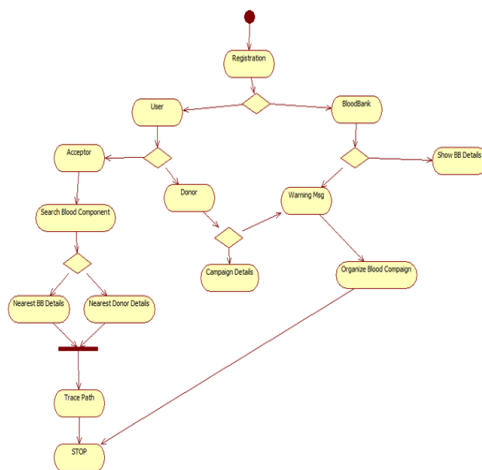 Registration
User
BloodBank
Acceptor
Show BB Details
Donor
Warning Msg
Search Blood Component
Campaign Details
Organize Blood Compaign
Nearest BB Details
Nearest Donor Details
Trace Path
STOP